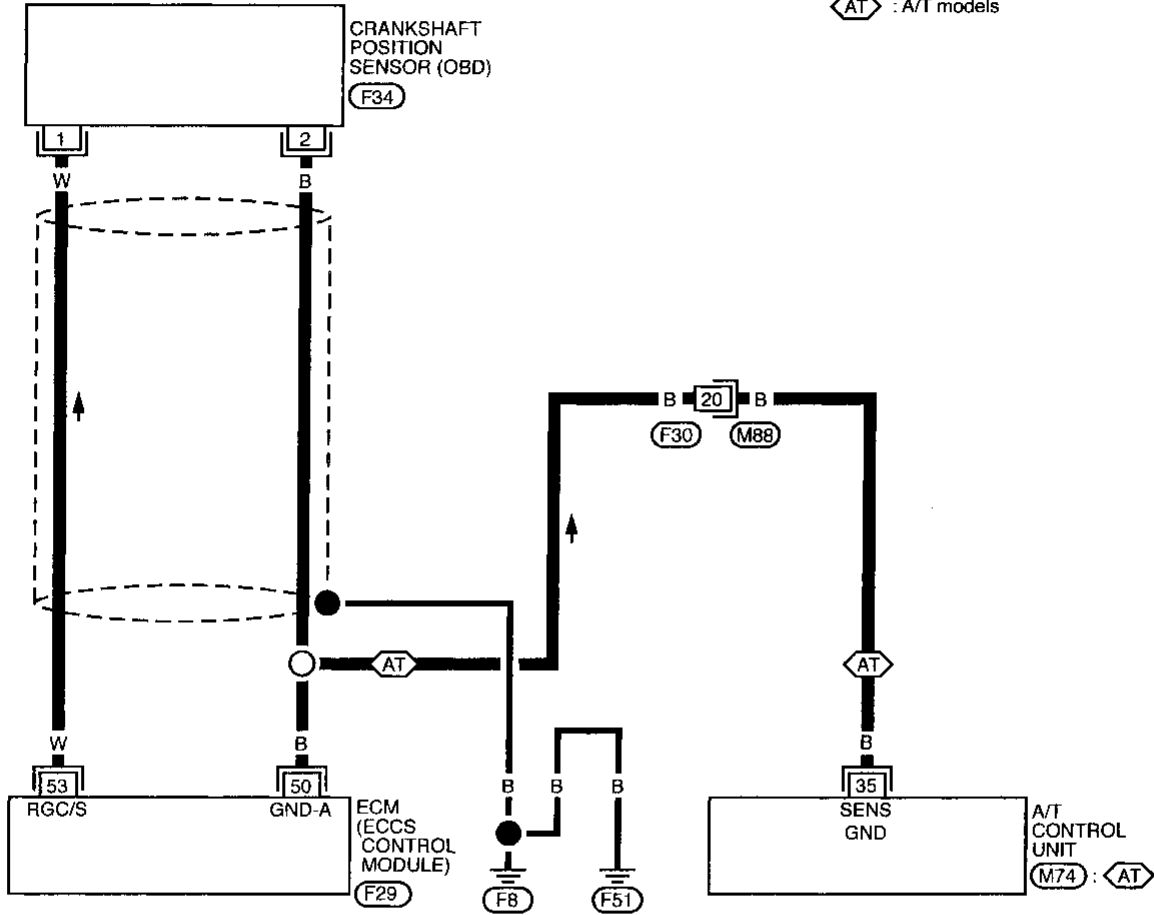 AT : A/T models
CRANKSHAFT
POSITION
SENSOR (OBD)
F34
1
2
W
B
B
20
B
F30
M88
AT
AT
W
B
B
53
50
B
B
B
35
RGC/S
GND-A
ECM
(ECCS
CONTROL
MODULE)
F29
SENS
GND
A/T
CONTROL
UNIT
M74 : AT
F8
F51